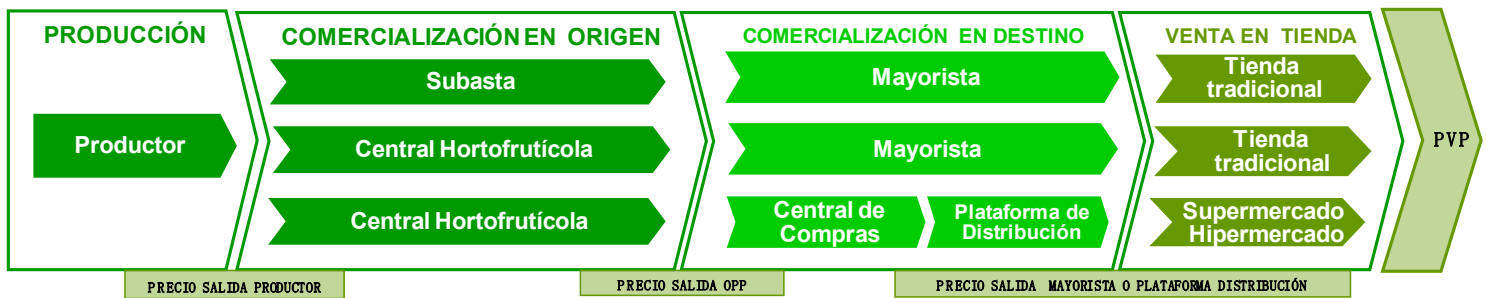 PRODUCCIÓN
COMERCIALIZACIÓN EN ORIGEN
COMERCIALIZACIÓN EN DESTINO
VENTA EN TIENDA
Subasta
Mayorista
Tienda
tradicional
Productor
Central Hortofrutícola
Mayorista
Tienda
tradicional
PVP
Central Hortofrutícola
Central de
Compras
Plataforma de
Distribución
Supermercado
Hipermercado
PRECIO SALIDA PRODUCTOR
PRECIO SALIDA OPP
PRECIO SALIDA MAYORISTA O PLATAFORMA DISTRIBUCIÓN